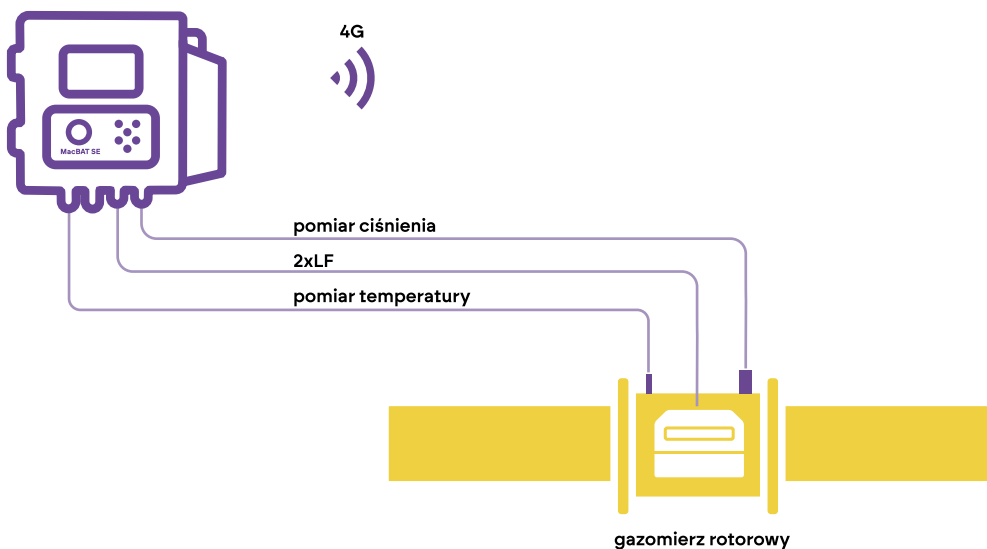 4G
MacBAT SE
pomiar ciśnienia
2xLF
pomiar temperatury
gazomierz rotorowy